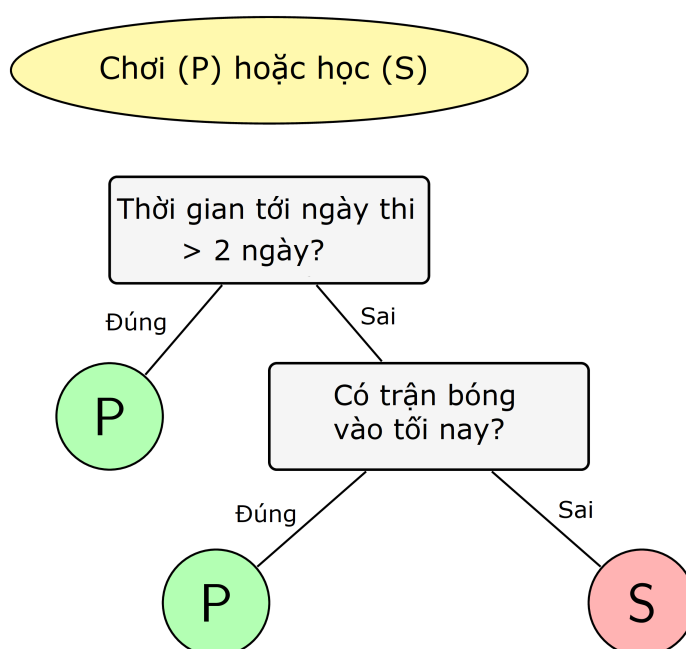 Chơi (P) hoặc học (S)
Thời gian tới ngày thi
> 2 ngày?
Đúng
Sai
P
Có trận bóng
vào tối nay?
Đúng
Sai
P
S